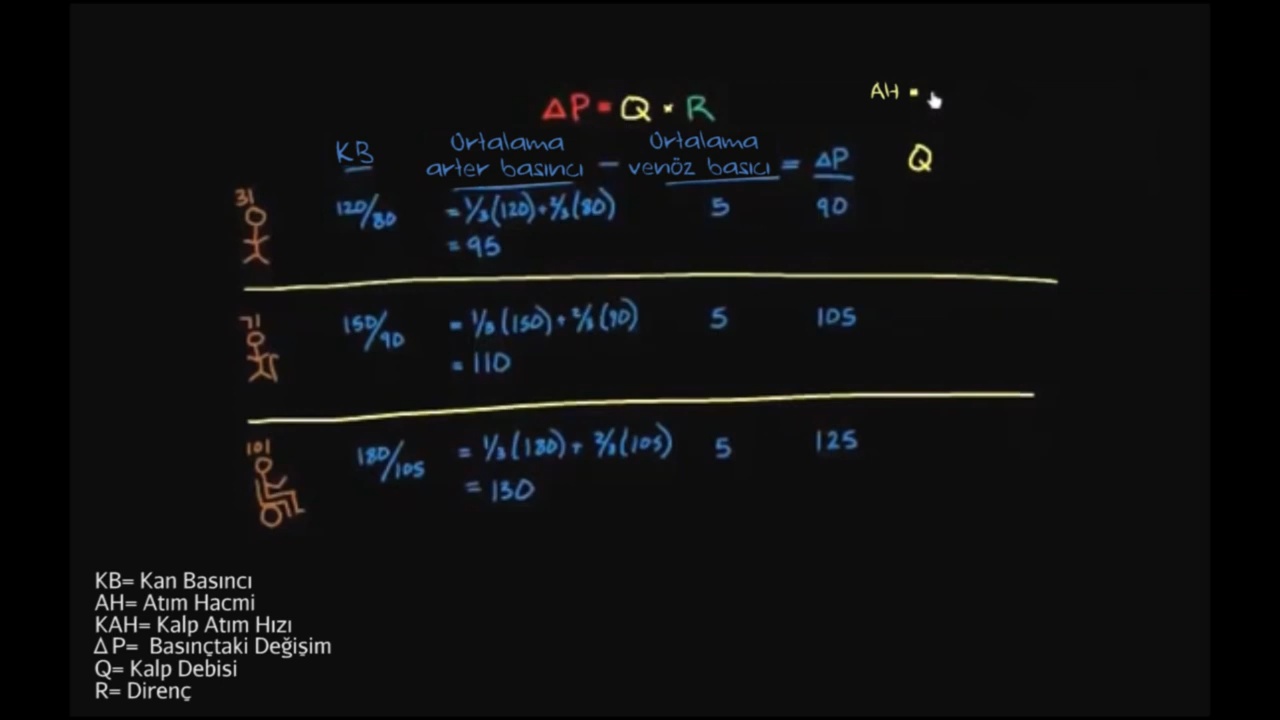 ΔP = Q * R
AH =
KB
Ortalama arter basıncı – Ortalama venöz basıcı = ΔP
Q
31
120/80
= 1/3(120) + 2/3(80)
5
90
= 95
71
150/90
= 1/3(150) + 2/3(90)
5
105
= 110
101
180/105
= 1/3(180) + 2/3(105)
5
125
= 130
KB= Kan Basıncı
AH= Atım Hacmi
KAH= Kalp Atım Hızı
Δ P= Basınçtaki Değişim
Q= Kalp Debisi
R= Direnç